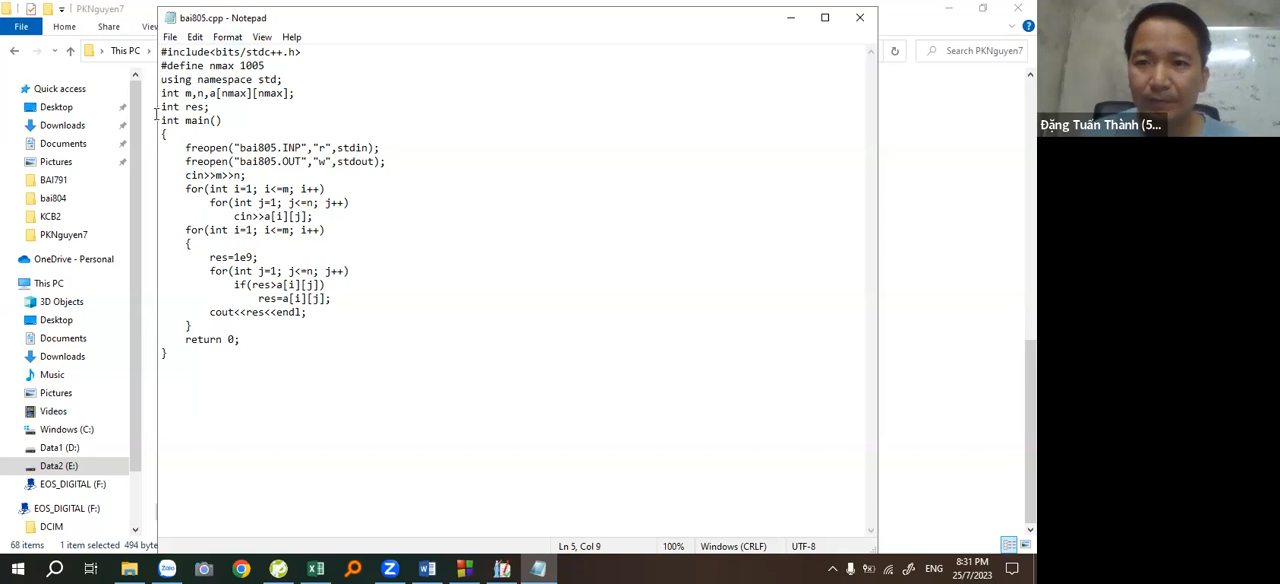 PKNguyen7
File
Home
Share
Vie
This PC
Search PKNguyen7
Quick access
Desktop
Downloads
Documents
Pictures
BAI791
bai804
KCB2
PKNguyen7
OneDrive - Personal
This PC
3D Objects
Desktop
Documents
Downloads
Music
Pictures
Videos
Windows (C:)
Data1 (D:)
Data2 (E:)
EOS_DIGITAL (F:)
EOS_DIGITAL (F:)
DCIM
68 items 1 item selected 494 byte
bai805.cpp - Notepad
File Edit Format View Help
#include<bits/stdc++.h>
#define nmax 1005
using namespace std;
int m,n,a[nmax][nmax];
int res;
int main()
{
freopen("bai805.INP","r",stdin);
freopen("bai805.OUT","w",stdout);
cin>>m>>n;
for(int i=1; i<=m; i++)
for(int j=1; j<=n; j++)
cin>>a[i][j];
for(int i=1; i<=m; i++)
{
res=1e9;
for(int j=1; j<=n; j++)
if(res>a[i][j])
res=a[i][j];
cout<<res<<endl;
}
return 0;
}
Ln 5, Col 9 100% Windows (CRLF) UTF-8
Đặng Tuấn Thành (5...
Zalo
ENG
8:31 PM
25/7/2023